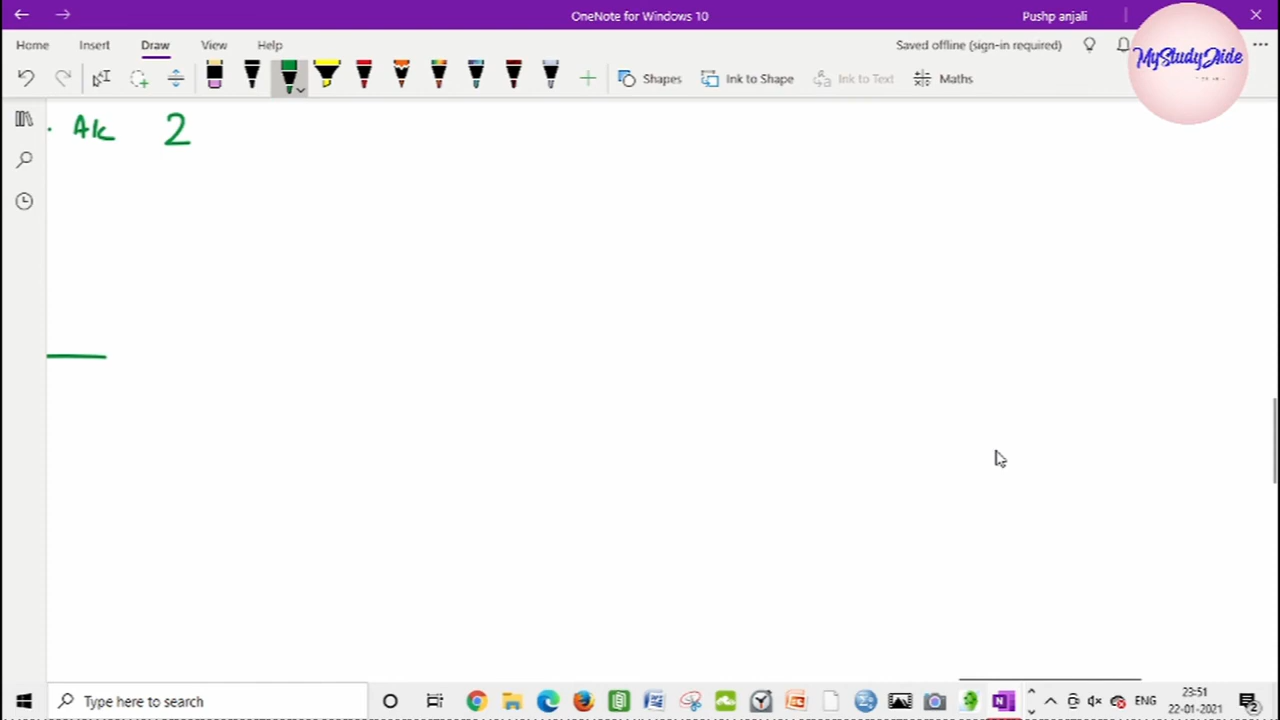 OneNote for Windows 10
Pushp anjali
Home Insert Draw View Help
Saved offline (sign-in required)
Shapes Ink to Shape Ink to Text Maths
MyStudyAide
· AK 2
Type here to search
ENG
23:51
22-01-2021
2